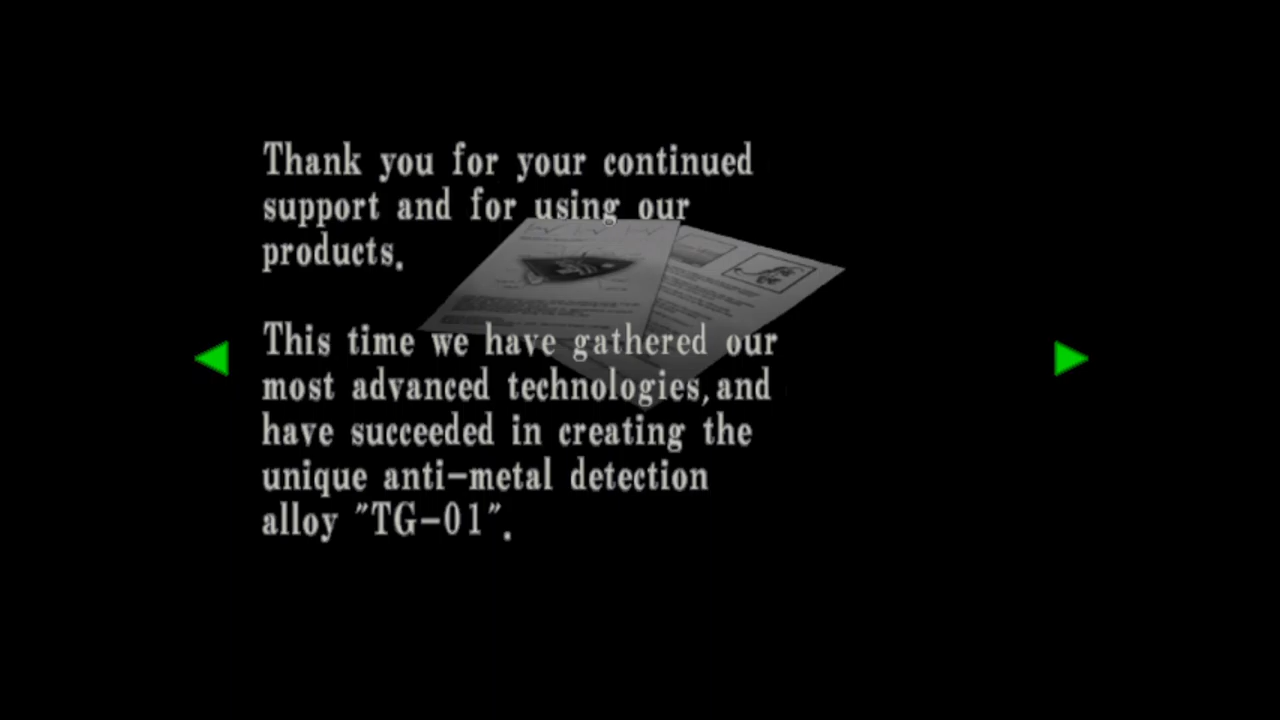 Thank you for your continued
support and for using our
products.
This time we have gathered our
most advanced technologies, and
have succeeded in creating the
unique anti-metal detection
alloy "TG-01".